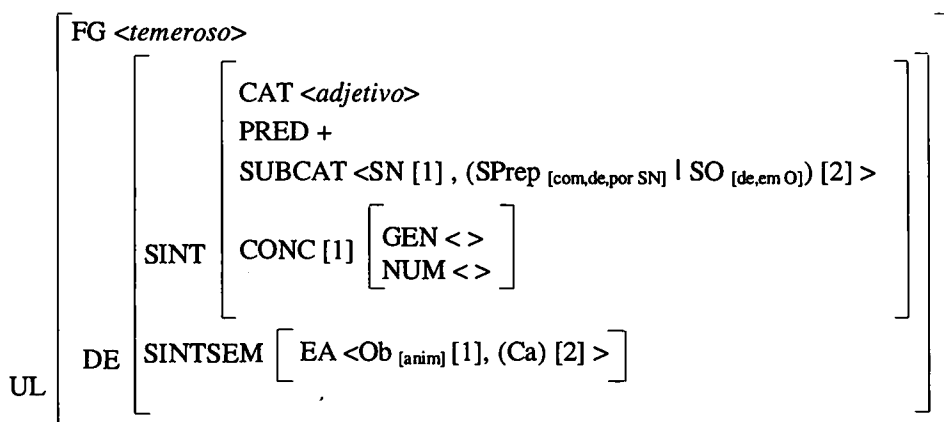 FG <temeroso>
CAT <adjetivo>
PRED +
SUBCAT <SN [1] , (SPrep [com,de,por SN] | SO [de,em O]) [2] >
SINT CONC [1] GEN < >
NUM < >
DE SINTSEM EA <Ob [anim] [1], (Ca) [2] >
UL